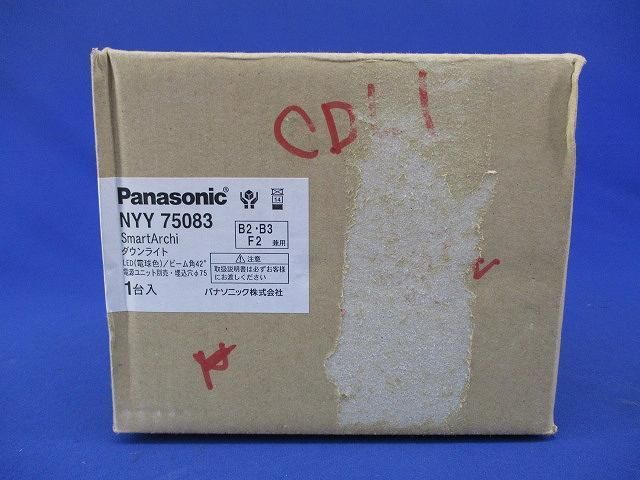 CDL1
Panasonic®
14
NYY 75083
SmartArchi
ダウンライト
LED(電球色)/ビーム角42°
電源ユニット別売・埋込穴φ75
1台入
B2・B3
F2 兼用
⚠注意
取扱説明書は必ずお客様
にお渡しください
パナソニック株式会社